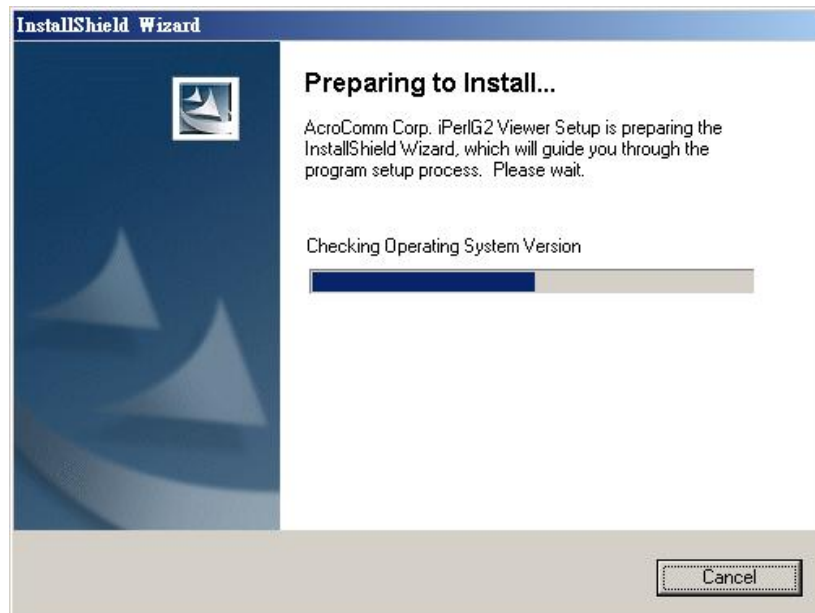 InstallShield Wizard
Preparing to Install...
AcroComm Corp. iPerlG2 Viewer Setup is preparing the
InstallShield Wizard, which will guide you through the
program setup process. Please wait.
Checking Operating System Version
Cancel